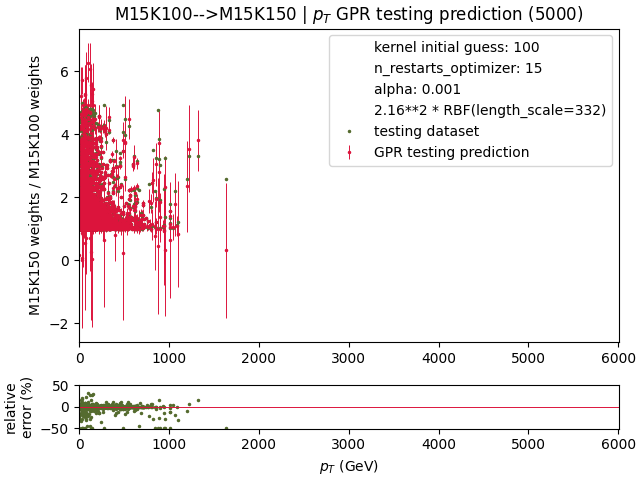 M15K100-->M15K150 | p_T GPR testing prediction (5000)
M15K150 weights / M15K100 weights
kernel initial guess: 100
n_restarts_optimizer: 15
alpha: 0.001
2.16**2 * RBF(length_scale=332)
testing dataset
GPR testing prediction
6
4
2
0
−2
0 1000 2000 3000 4000 5000 6000
relative
error (%)
50
0
−50
0 1000 2000 3000 4000 5000 6000
p_T (GeV)